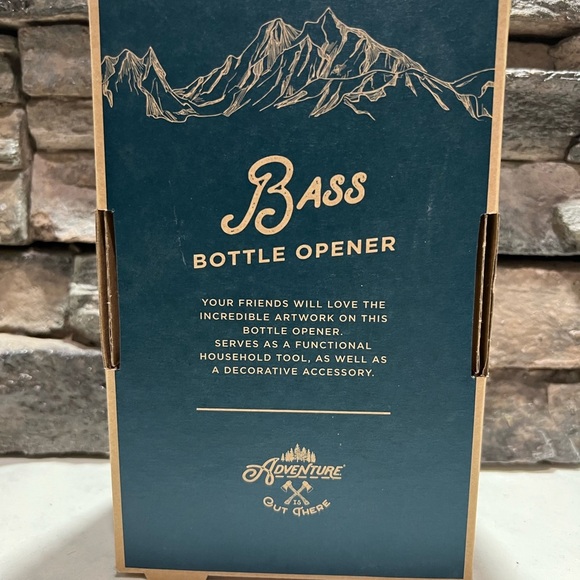 BASS
BOTTLE OPENER
YOUR FRIENDS WILL LOVE THE
INCREDIBLE ARTWORK ON THIS
BOTTLE OPENER.
SERVES AS A FUNCTIONAL
HOUSEHOLD TOOL, AS WELL AS
A DECORATIVE ACCESSORY.
ADVENTURE
IS
OUT THERE